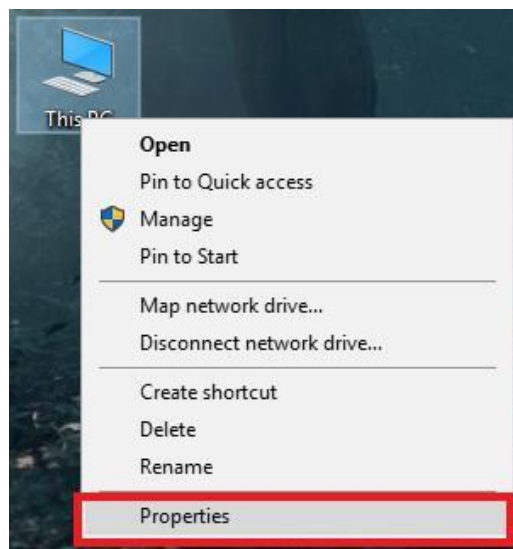 This PC
Open
Pin to Quick access
Manage
Pin to Start
Map network drive...
Disconnect network drive...
Create shortcut
Delete
Rename
Properties